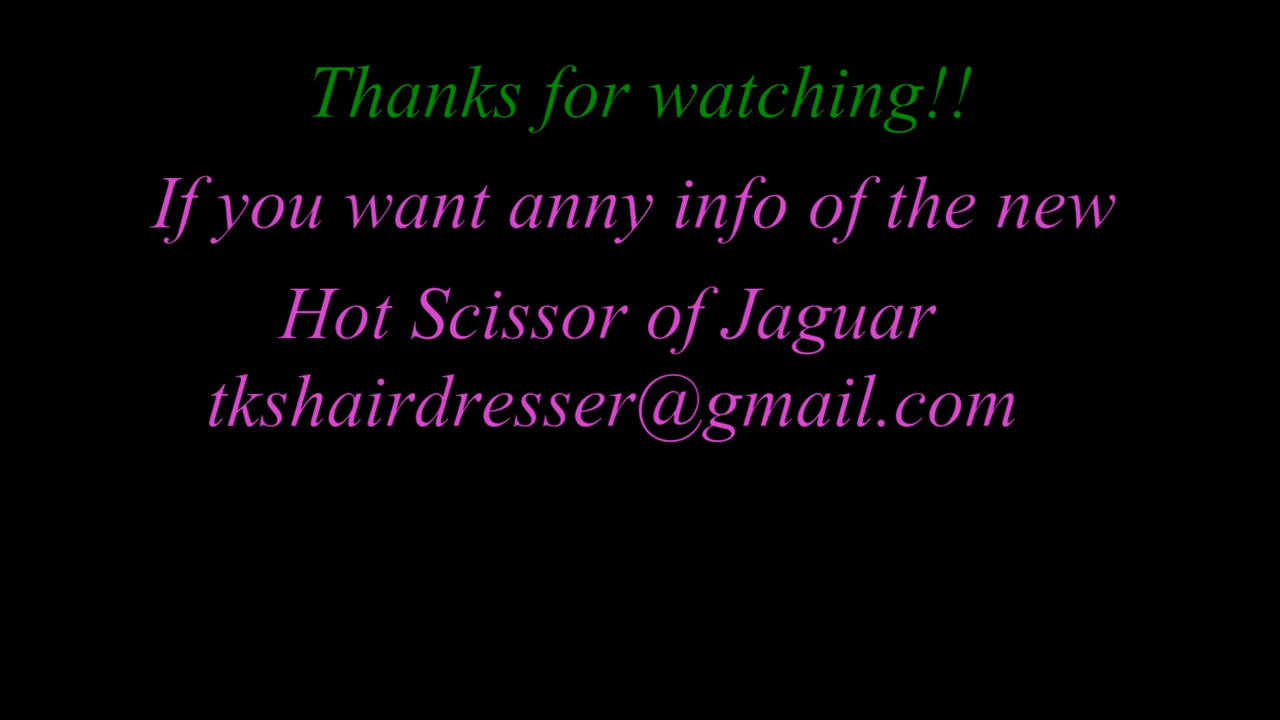 Thanks for watching!!
If you want anny info of the new
Hot Scissor of Jaguar
tkshairdresser@gmail.com